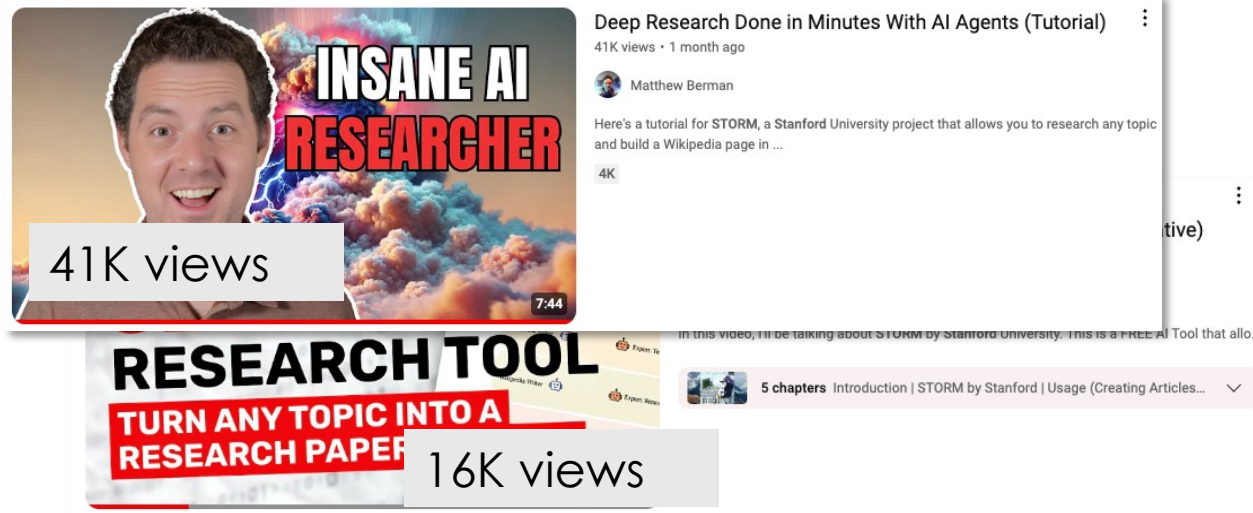 INSANE AI
RESEARCHER
41K views
7:44
Deep Research Done in Minutes With AI Agents (Tutorial)
41K views • 1 month ago
Matthew Berman
Here's a tutorial for STORM, a Stanford University project that allows you to research any topic
and build a Wikipedia page in ...
4K
tive)
In this video, I'll be talking about STORM by Stanford University. This is a FREE AI Tool that allo.
5 chapters Introduction | STORM by Stanford | Usage (Creating Articles...
RESEARCH TOOL
TURN ANY TOPIC INTO A
RESEARCH PAPER
Wikipedia Writer
Expert:
Expert:
16K views